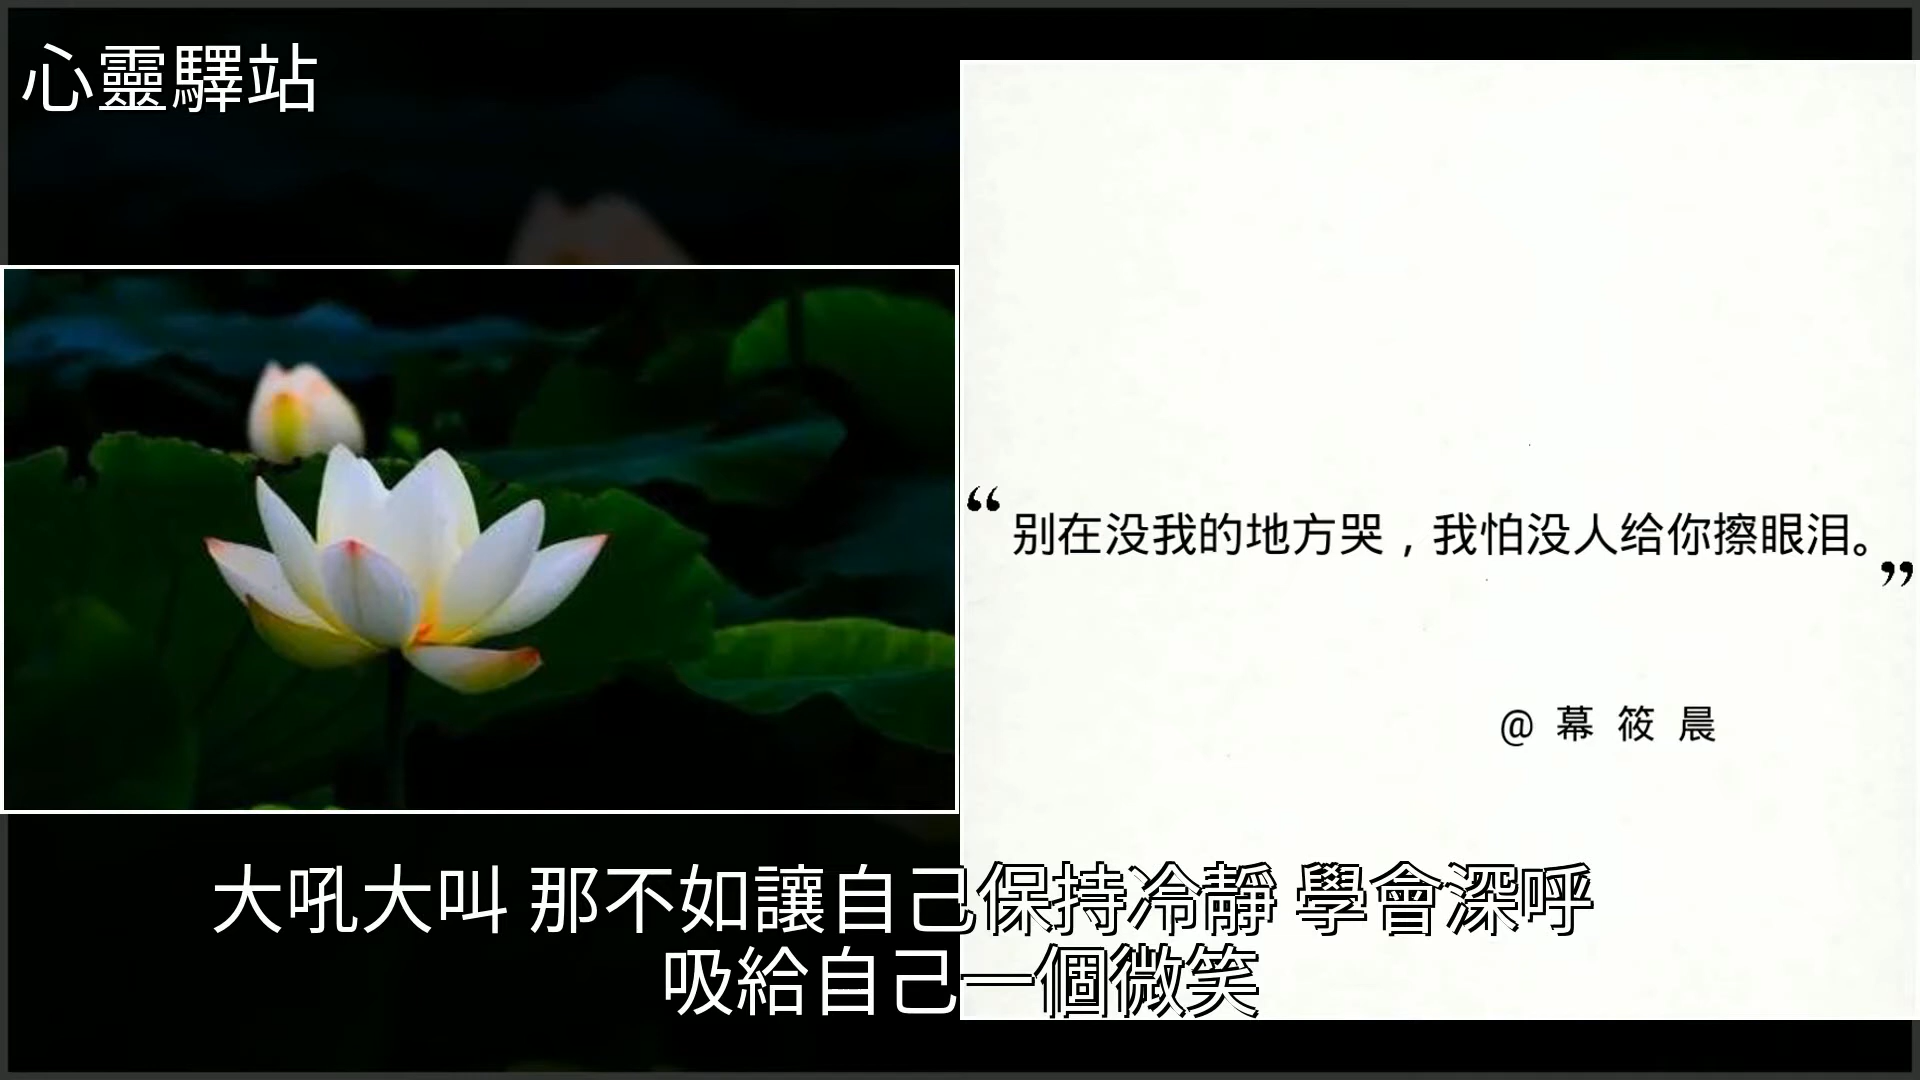 心靈驛站
“别在没我的地方哭，我怕没人给你擦眼泪。”
@幕筱晨
大吼大叫 那不如讓自己保持冷靜 學會深呼
吸給自己一個微笑